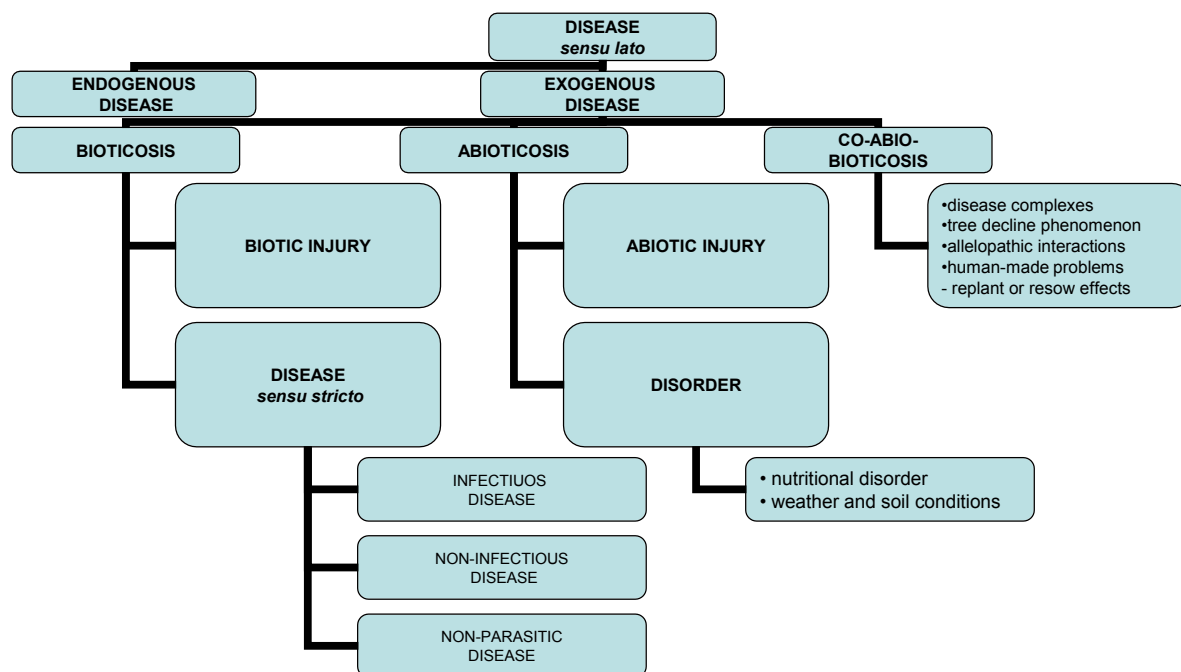 DISEASE
sensu lato
ENDOGENOUS
DISEASE
EXOGENOUS
DISEASE
BIOTICOSIS
ABIOTICOSIS
CO-ABIO-
BIOTICOSIS
BIOTIC INJURY
ABIOTIC INJURY
•disease complexes
•tree decline phenomenon
•allelopathic interactions
•human-made problems
- replant or resow effects
DISEASE
sensu stricto
DISORDER
INFECTIUOS
DISEASE
• nutritional disorder
• weather and soil conditions
NON-INFECTIOUS
DISEASE
NON-PARASITIC
DISEASE